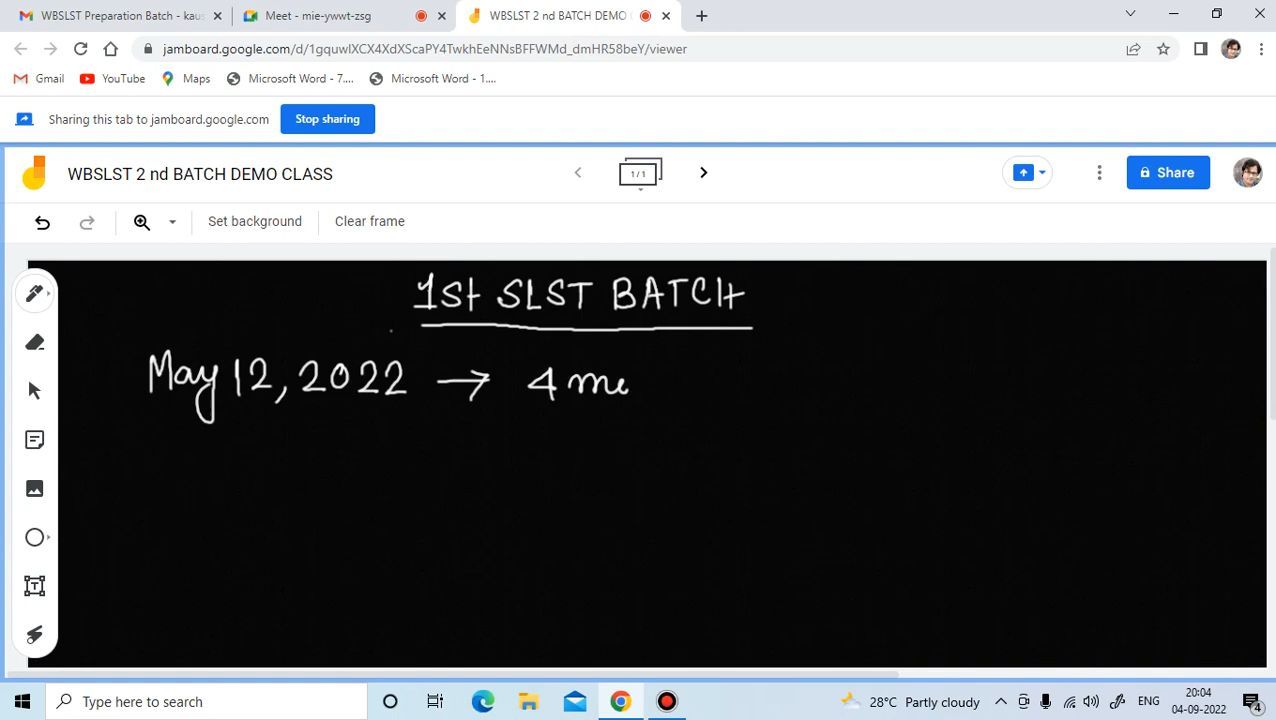 WBSLST Preparation Batch - kaus
Meet - mie-ywwt-zsg
WBSLST 2 nd BATCH DEMO
jamboard.google.com/d/1gquwlXCX4XdXScaPY4TwkhEeNNsBFFWMd_dmHR58beY/viewer
Gmail YouTube Maps Microsoft Word - 7.... Microsoft Word - 1....
Sharing this tab to jamboard.google.com Stop sharing
WBSLST 2 nd BATCH DEMO CLASS 1/1 Share
Set background Clear frame
1St SLST BATCH
May 12, 2022 → 4 me
T
Type here to search 28°C Partly cloudy ENG 20:04
04-09-2022 4